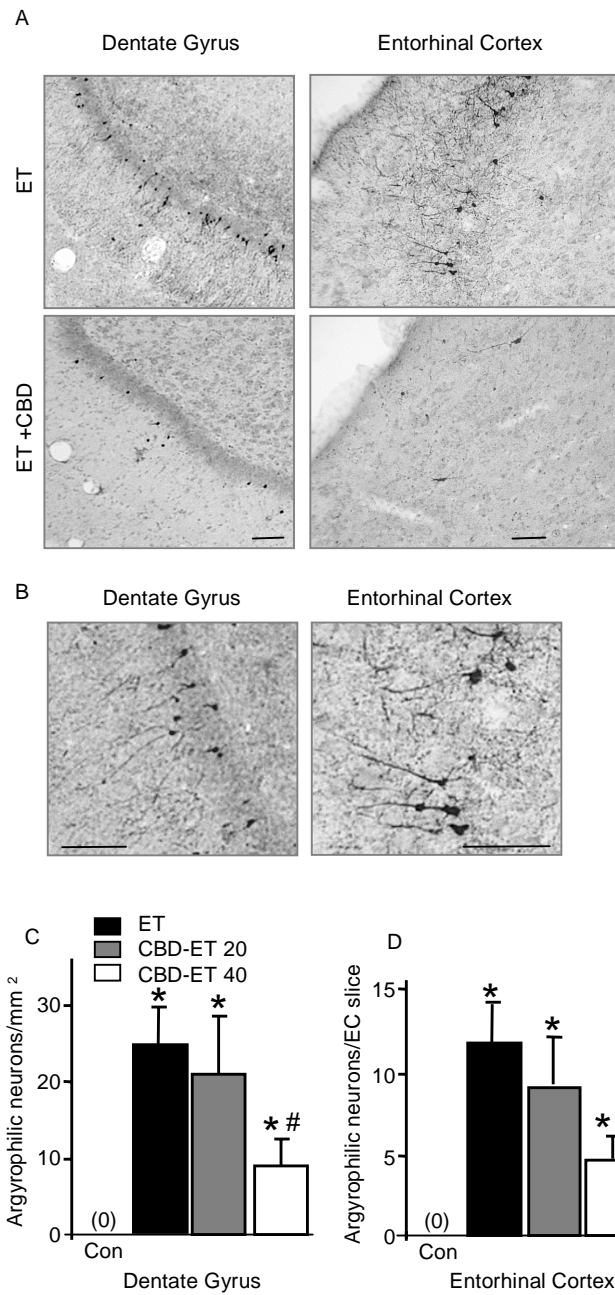 A
Dentate Gyrus
Entorhinal Cortex
ET
ET +CBD
B
Dentate Gyrus
Entorhinal Cortex
C
ET
CBD-ET 20
CBD-ET 40
Argyrophilic neurons/mm ²
30
20
10
0
*
*
* #
(0)
Con
Dentate Gyrus
D
Argyrophilic neurons/EC slice
15
10
5
0
*
*
*
(0)
Con
Entorhinal Cortex